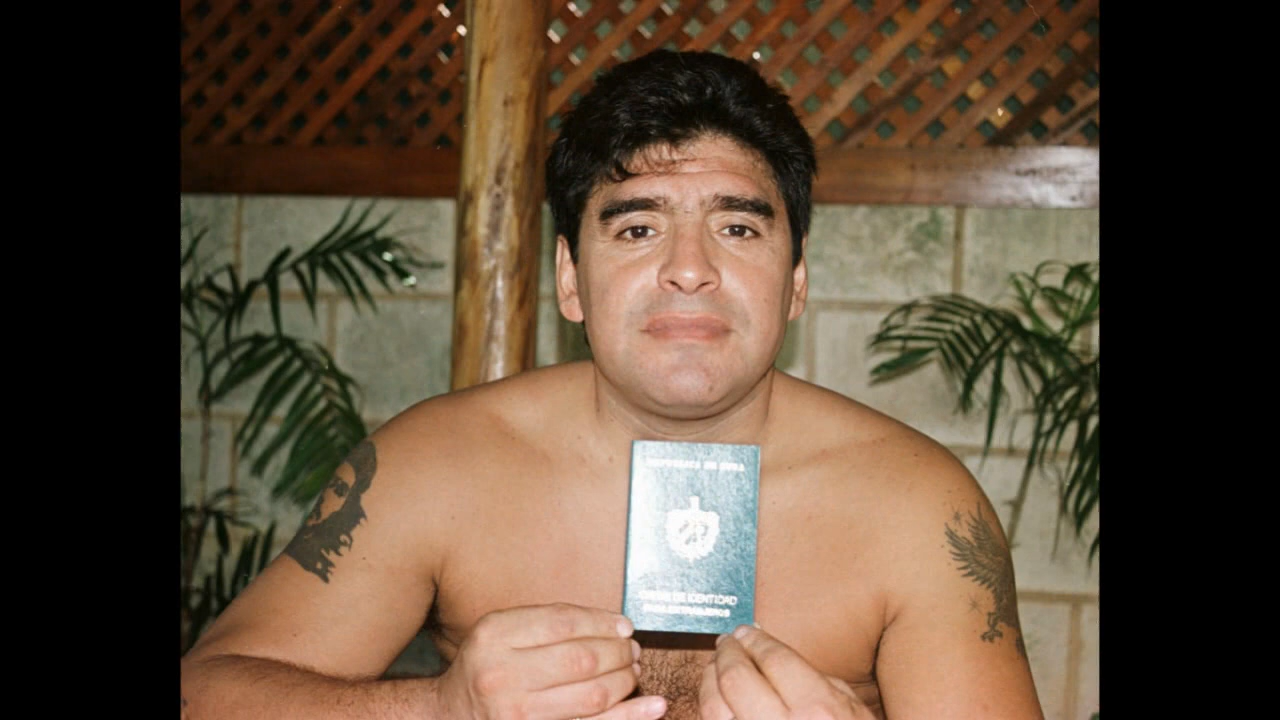 REPUBLICA DE CUBA
CARNE DE IDENTIDAD
PARA EXTRANJEROS